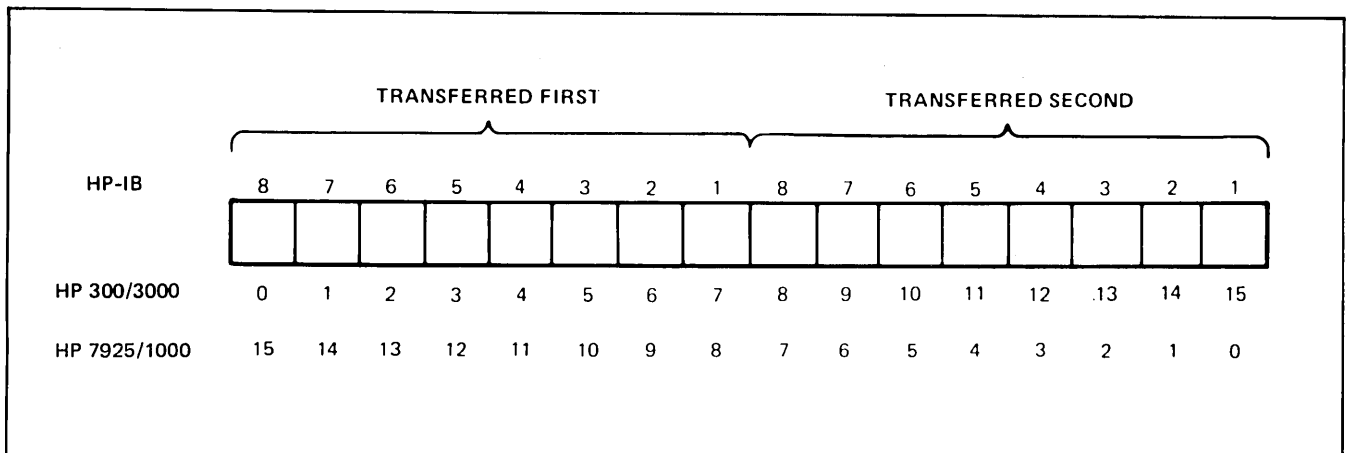 TRANSFERRED FIRST TRANSFERRED SECOND
HP-IB 8 7 6 5 4 3 2 1 8 7 6 5 4 3 2 1
HP 300/3000 0 1 2 3 4 5 6 7 8 9 10 11 12 .13 14 15
HP 7925/1000 15 14 13 12 11 10 9 8 7 6 5 4 3 2 1 0